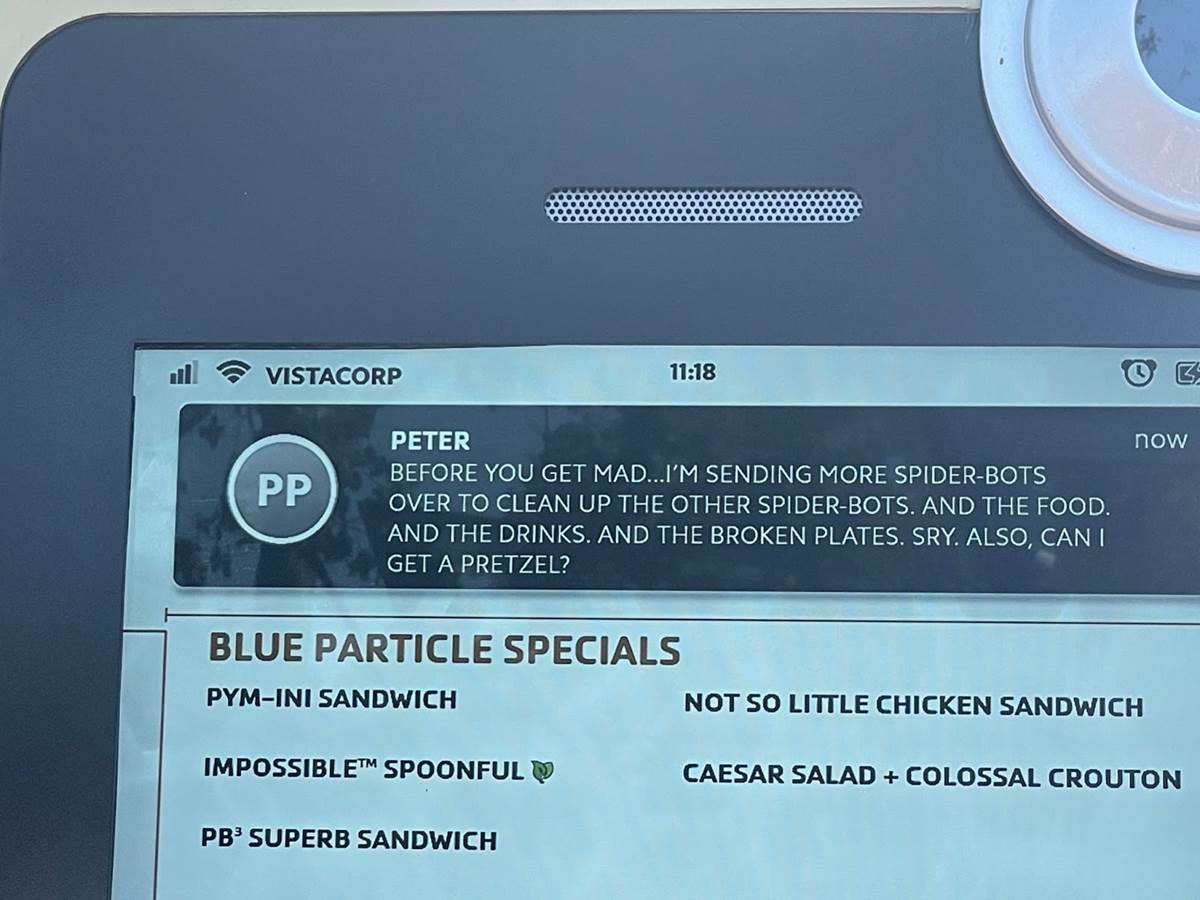 VISTACORP
11:18
PP
PETER
now
BEFORE YOU GET MAD...I'M SENDING MORE SPIDER-BOTS
OVER TO CLEAN UP THE OTHER SPIDER-BOTS. AND THE FOOD.
AND THE DRINKS. AND THE BROKEN PLATES. SRY. ALSO, CAN I
GET A PRETZEL?
BLUE PARTICLE SPECIALS
PYM-INI SANDWICH
NOT SO LITTLE CHICKEN SANDWICH
IMPOSSIBLE™ SPOONFUL
CAESAR SALAD + COLOSSAL CROUTON
PB³ SUPERB SANDWICH